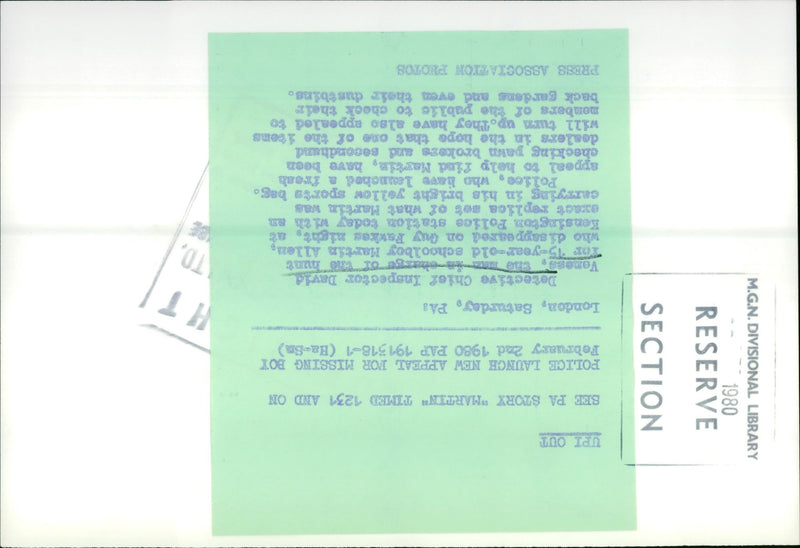 UPI OUT
SEE PA STORY "MARTIN" TIMED 1231 AND ON
POLICE LAUNCH NEW APPEAL FOR MISSING BOY
February 2nd 1980 PAP 191318-1 (Ha-Sm)
London, Saturday, PA:
Detective Chief Inspector David
Veness, the man in charge of the hunt
for 15-year-old schoolboy Martin Allen,
who disappeared on Guy Fawkes night, at
Kensington Police station today with an
exact replica set of what Martin was
carrying in his bright yellow sports bag.
Police, who have launched a fresh
appeal to help find Martin, have been
checking pawn brokers and secondhand
dealers in the hope that one of the items
will turn up. They have also appealed to
members of the public to check their
back gardens and even their dustbins.
PRESS ASSOCIATION PHOTOS
M.G.N. DIVISIONAL LIBRARY
1980
RESERVE
SECTION
LTD.
HT